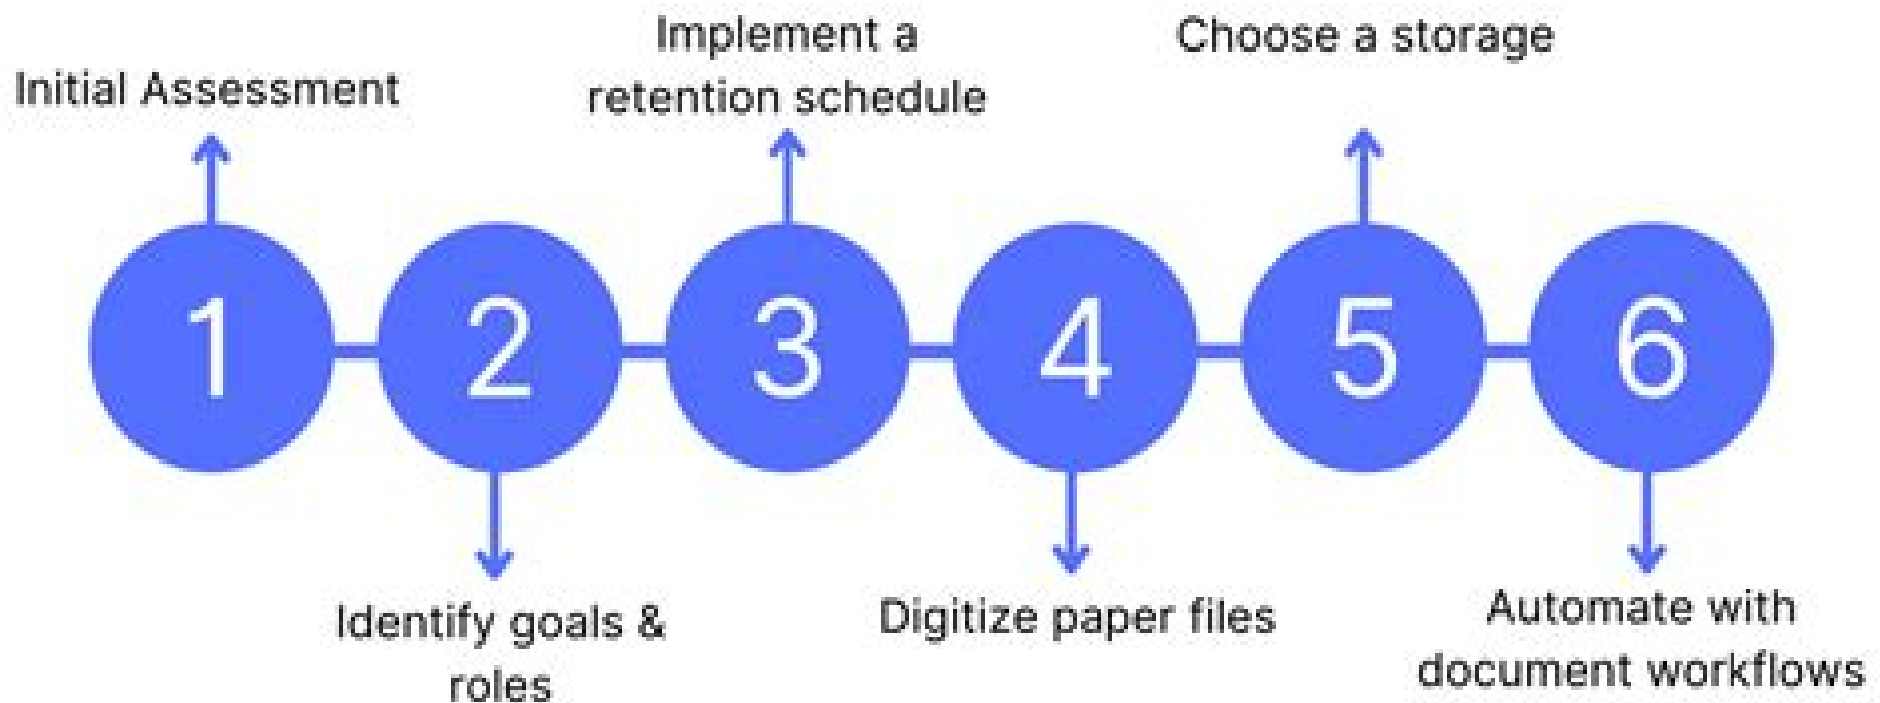 Initial Assessment
1
Identify goals &
roles
2
Implement a
retention schedule
3
Digitize paper files
4
Choose a storage
5
Automate with
document workflows
6